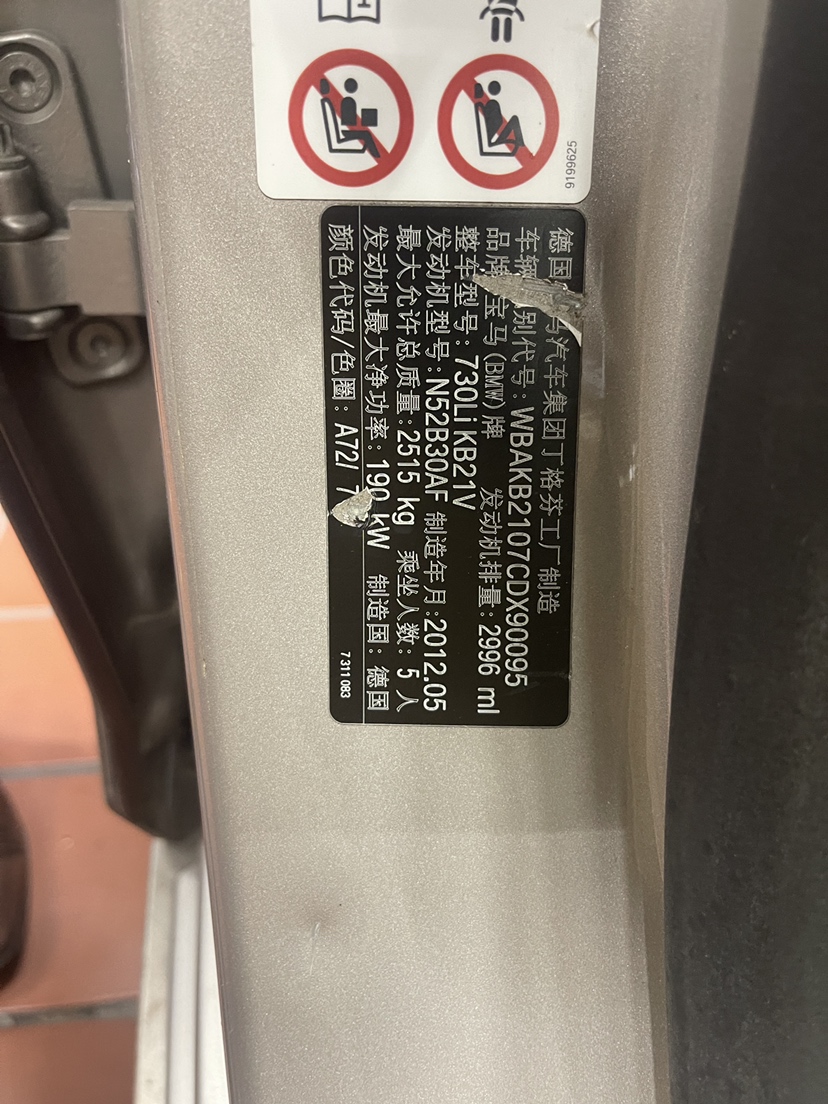 9199625
德国 马汽车集团丁格芬工厂制造
车辆 别代号：WBAKB2107CDX90095
品牌 宝马(BMW)牌 发动机排量：2996 ml
整车型号：730Li KB21V
发动机型号：N52B30AF 制造年月：2012.05
最大允许总质量：2515 kg 乘坐人数：5 人
发动机最大净功率：190 kW 制造国：德国
颜色代码/色圈：A72/
7 311 083